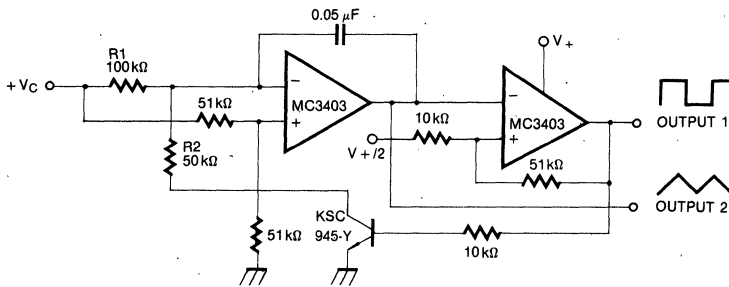 0.05 µF
R1
100kΩ
+ VC
51kΩ
−
MC3403
+
R2
50kΩ
V +
−
MC3403
+
10kΩ
V +/2
51kΩ
OUTPUT 1
OUTPUT 2
KSC
945-Y
51kΩ
10kΩ